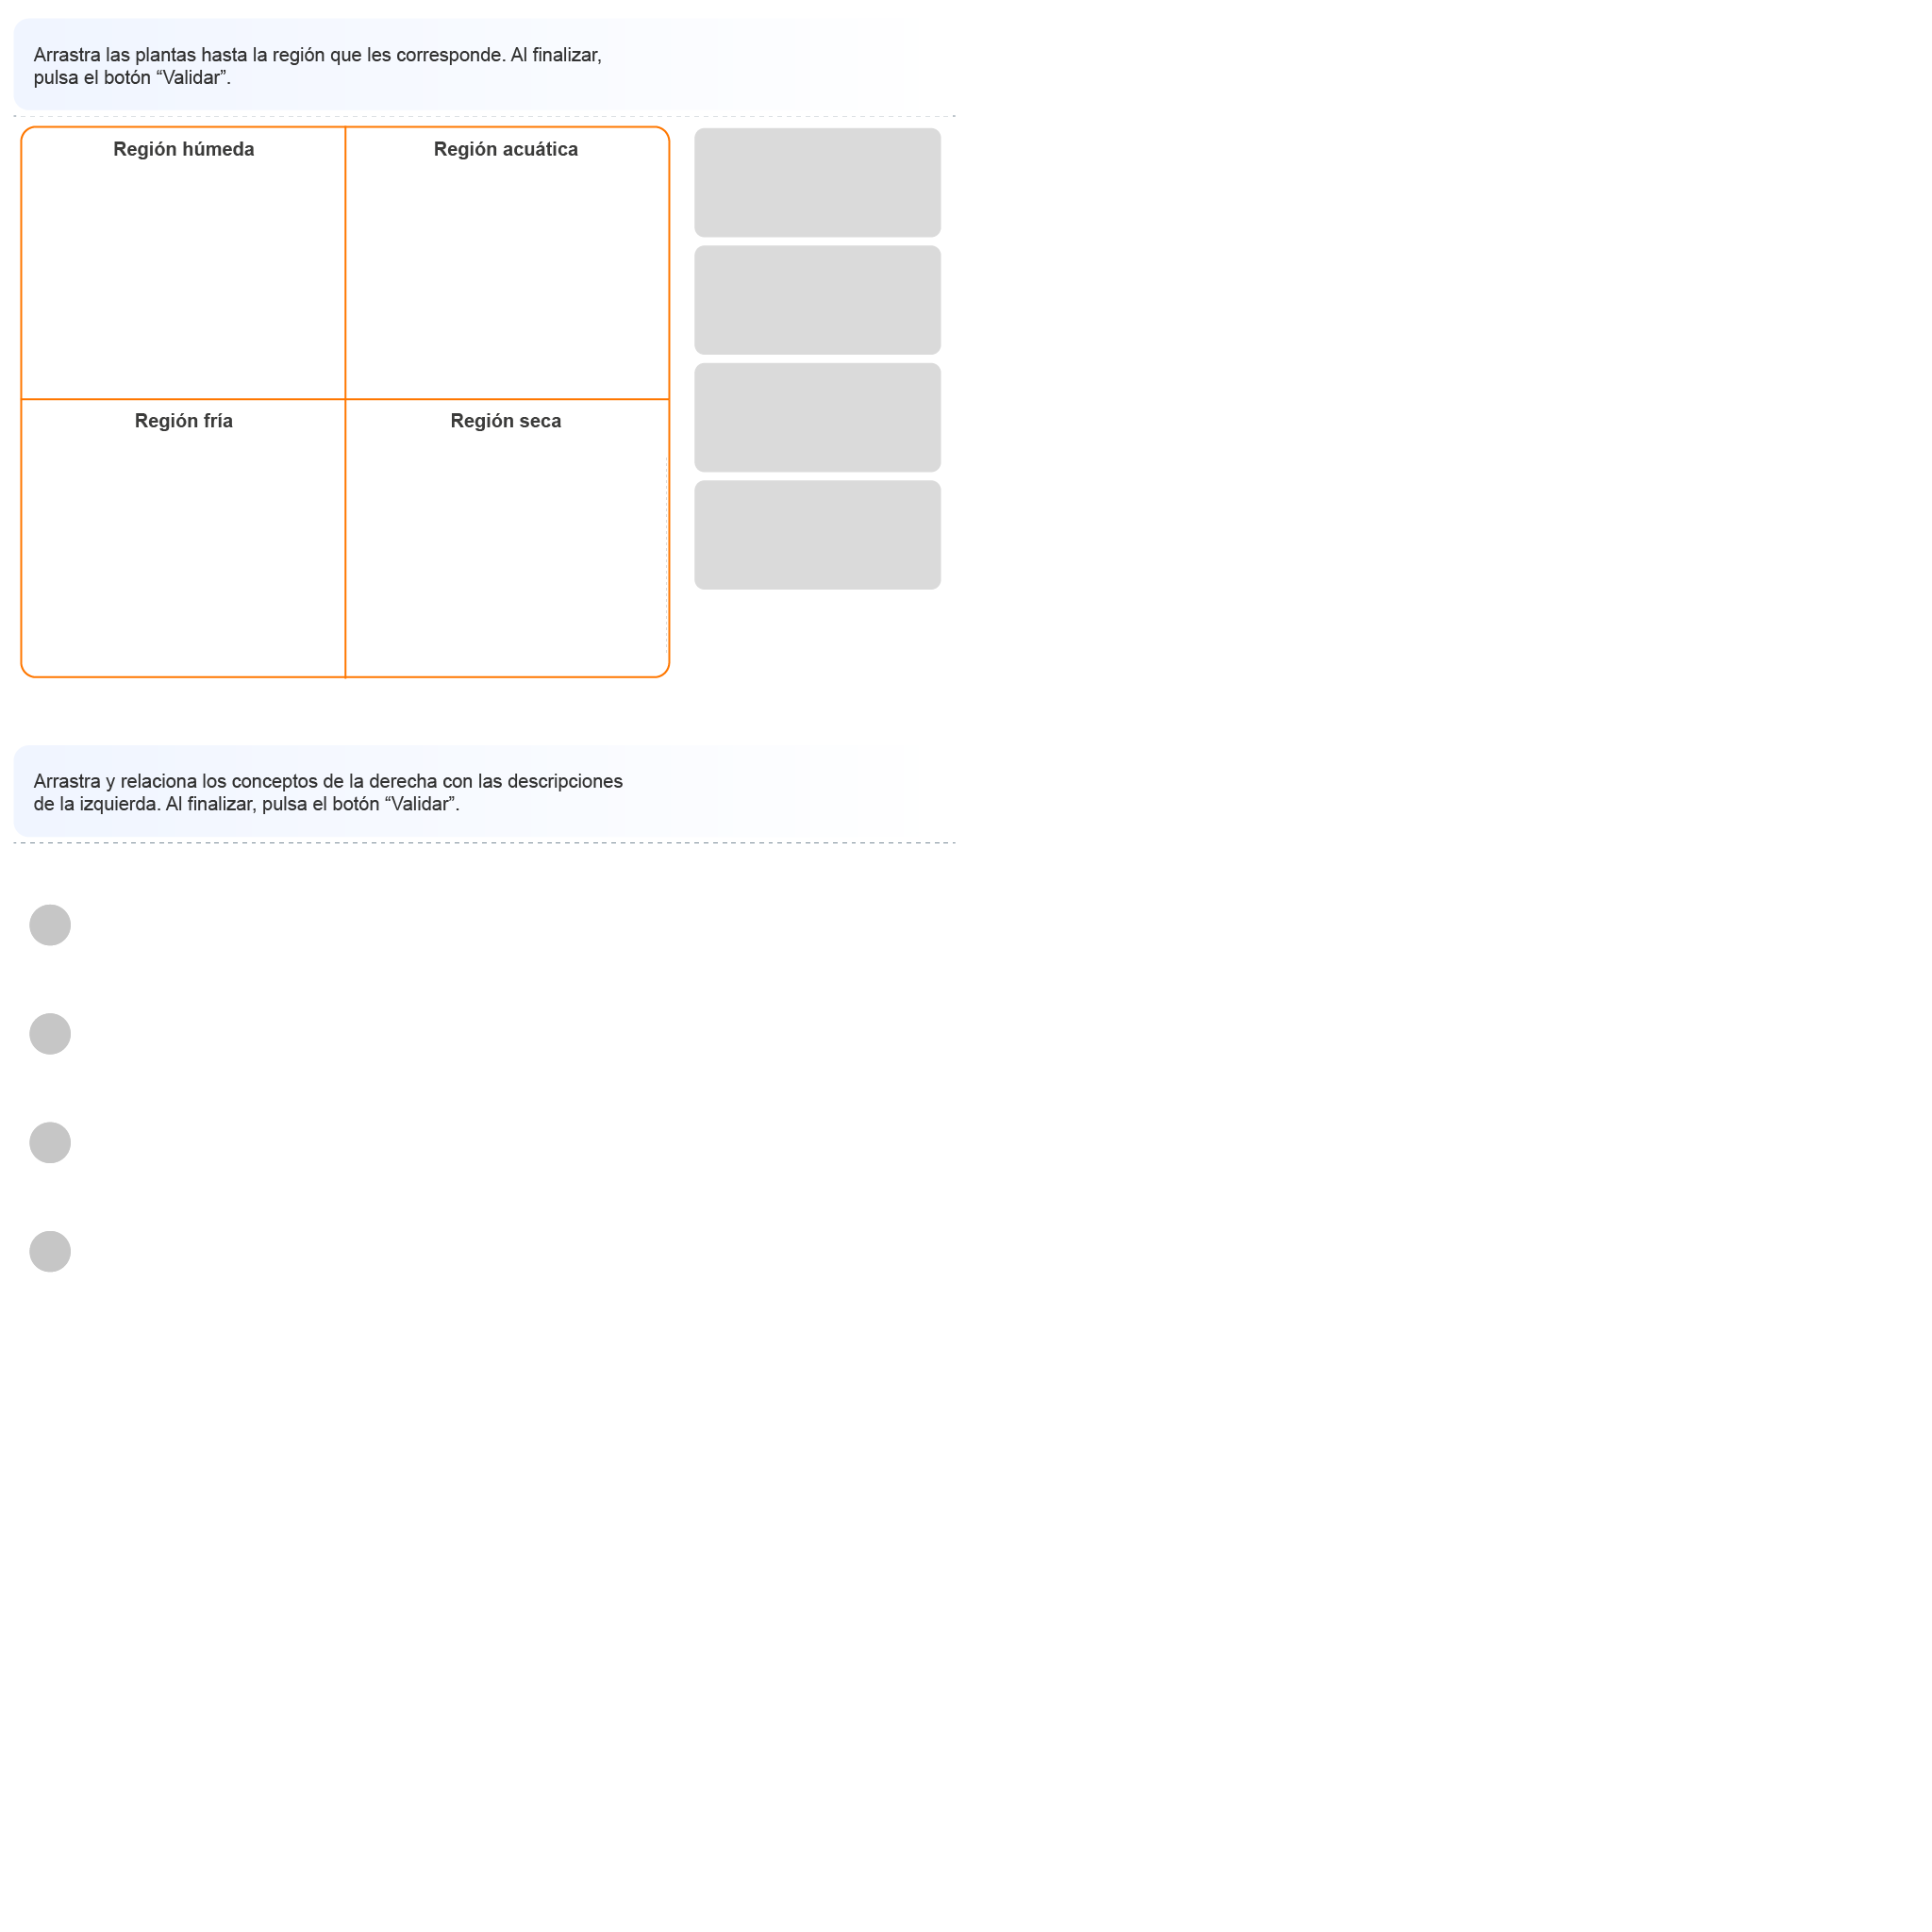 Arrastra las plantas hasta la región que les corresponde. Al finalizar,
pulsa el botón “Validar”.
Región húmeda
Región acuática
Región fría
Región seca
Arrastra y relaciona los conceptos de la derecha con las descripciones
de la izquierda. Al finalizar, pulsa el botón “Validar”.